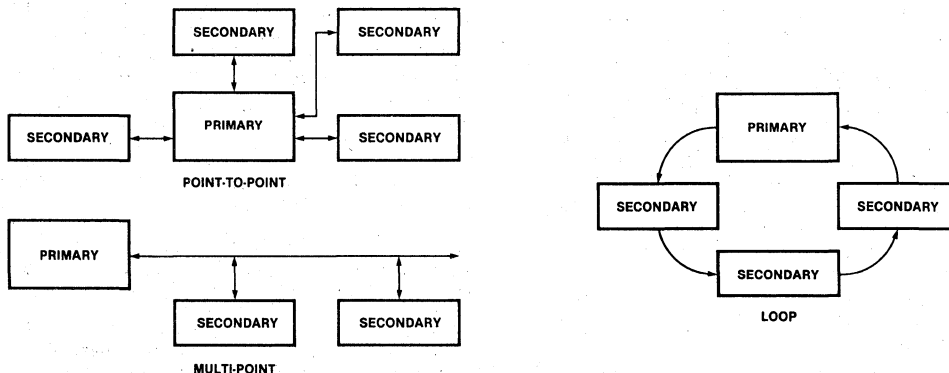 SECONDARY
SECONDARY
SECONDARY
PRIMARY
SECONDARY
POINT-TO-POINT
PRIMARY
SECONDARY
SECONDARY
MULTI-POINT
PRIMARY
SECONDARY
SECONDARY
SECONDARY
LOOP